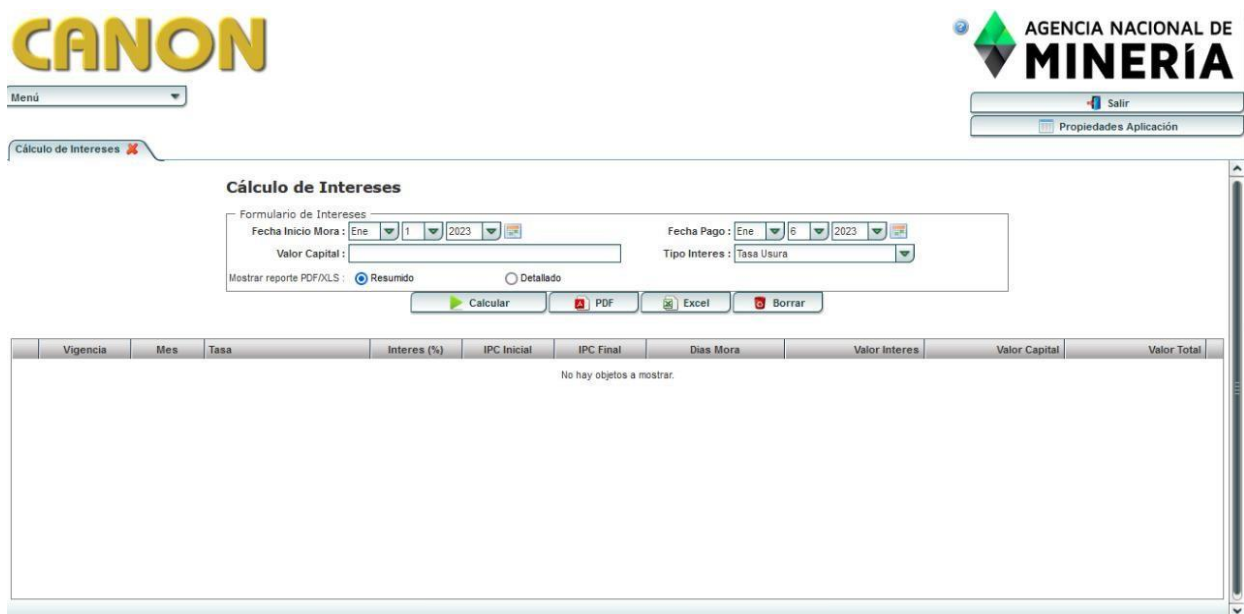 CANON
AGENCIA NACIONAL DE
MINERÍA
Menú
Salir
Propiedades Aplicación
Cálculo de Intereses
Cálculo de Intereses
Formulario de Intereses
Fecha Inicio Mora : Ene 1 2023 Fecha Pago : Ene 6 2023
Valor Capital : Tipo Interes : Tasa Usura
Mostrar reporte PDF/XLS : Resumido Detallado
Calcular PDF Excel Borrar
Vigencia Mes Tasa Interes (%) IPC Inicial IPC Final Dias Mora Valor Interes Valor Capital Valor Total
No hay objetos a mostrar.